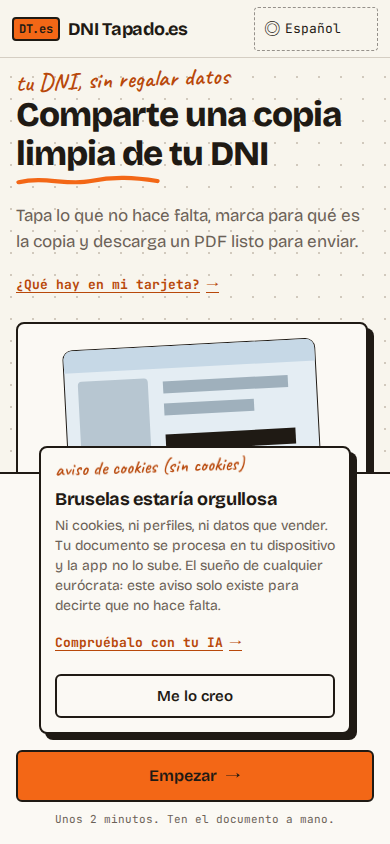 DT.es DNI Tapado.es Español
tu DNI, sin regalar datos
Comparte una copia
limpia de tu DNI
Tapa lo que no hace falta, marca para qué es
la copia y descarga un PDF listo para enviar.
¿Qué hay en mi tarjeta? →
aviso de cookies (sin cookies)
Bruselas estaría orgullosa
Ni cookies, ni perfiles, ni datos que vender.
Tu documento se procesa en tu dispositivo
y la app no lo sube. El sueño de cualquier
eurócrata: este aviso solo existe para
decirte que no hace falta.
Compruébalo con tu IA →
Me lo creo
Empezar →
Unos 2 minutos. Ten el documento a mano.